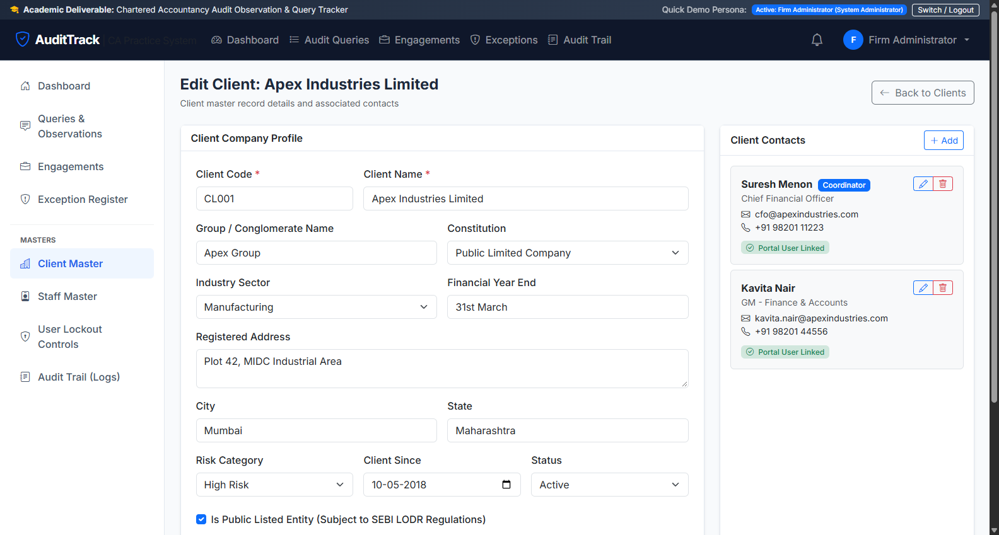 Academic Deliverable: Chartered Accountancy Audit Observation & Query Tracker
Quick Demo Persona: Active: Firm Administrator (System Administrator) Switch / Logout
AuditTrack | CA Practice System Dashboard Audit Queries Engagements Exceptions Audit Trail F Firm Administrator
Dashboard
Queries &
Observations
Engagements
Exception Register
MASTERS
Client Master
Staff Master
User Lockout
Controls
Audit Trail (Logs)
Edit Client: Apex Industries Limited
Client master record details and associated contacts
Back to Clients
Client Company Profile
Client Code * Client Name *
CL001 Apex Industries Limited
Group / Conglomerate Name Constitution
Apex Group Public Limited Company
Industry Sector Financial Year End
Manufacturing 31st March
Registered Address
Plot 42, MIDC Industrial Area
City State
Mumbai Maharashtra
Risk Category Client Since Status
High Risk 10-05-2018 Active
Is Public Listed Entity (Subject to SEBI LODR Regulations)
Client Contacts + Add
Suresh Menon Coordinator
Chief Financial Officer
cfo@apexindustries.com
+91 98201 11223
Portal User Linked
Kavita Nair
GM - Finance & Accounts
kavita.nair@apexindustries.com
+91 98201 44556
Portal User Linked